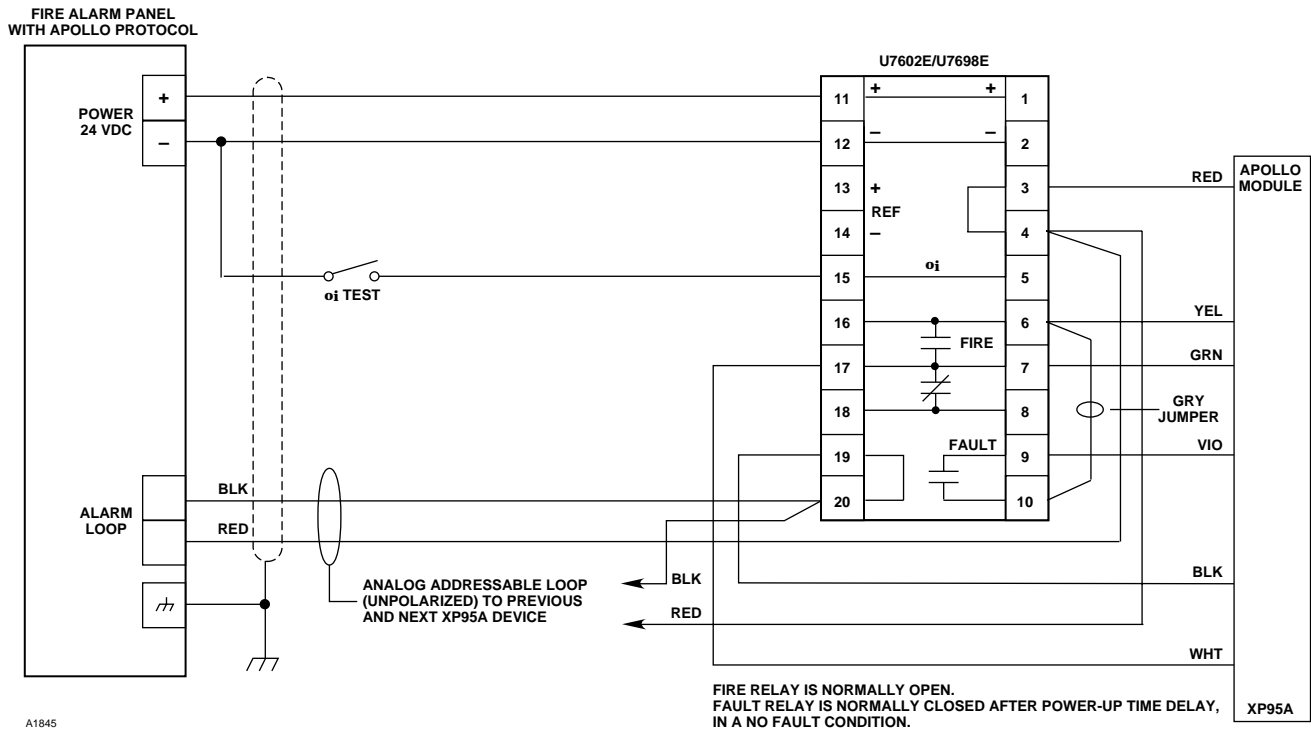 FIRE ALARM PANEL
WITH APOLLO PROTOCOL
POWER
24 VDC
+
–
ALARM
LOOP
BLK
RED
oi TEST
ANALOG ADDRESSABLE LOOP
(UNPOLARIZED) TO PREVIOUS
AND NEXT XP95A DEVICE
BLK
RED
U7602E/U7698E
11 + + 1
12 – – 2
13 + 3
REF
14 – 4
15 oi 5
16 6
FIRE
17 7
18 8
19 FAULT 9
20 10
APOLLO
MODULE
RED
YEL
GRN
GRY
JUMPER
VIO
BLK
WHT
XP95A
FIRE RELAY IS NORMALLY OPEN.
FAULT RELAY IS NORMALLY CLOSED AFTER POWER-UP TIME DELAY,
IN A NO FAULT CONDITION.
A1845